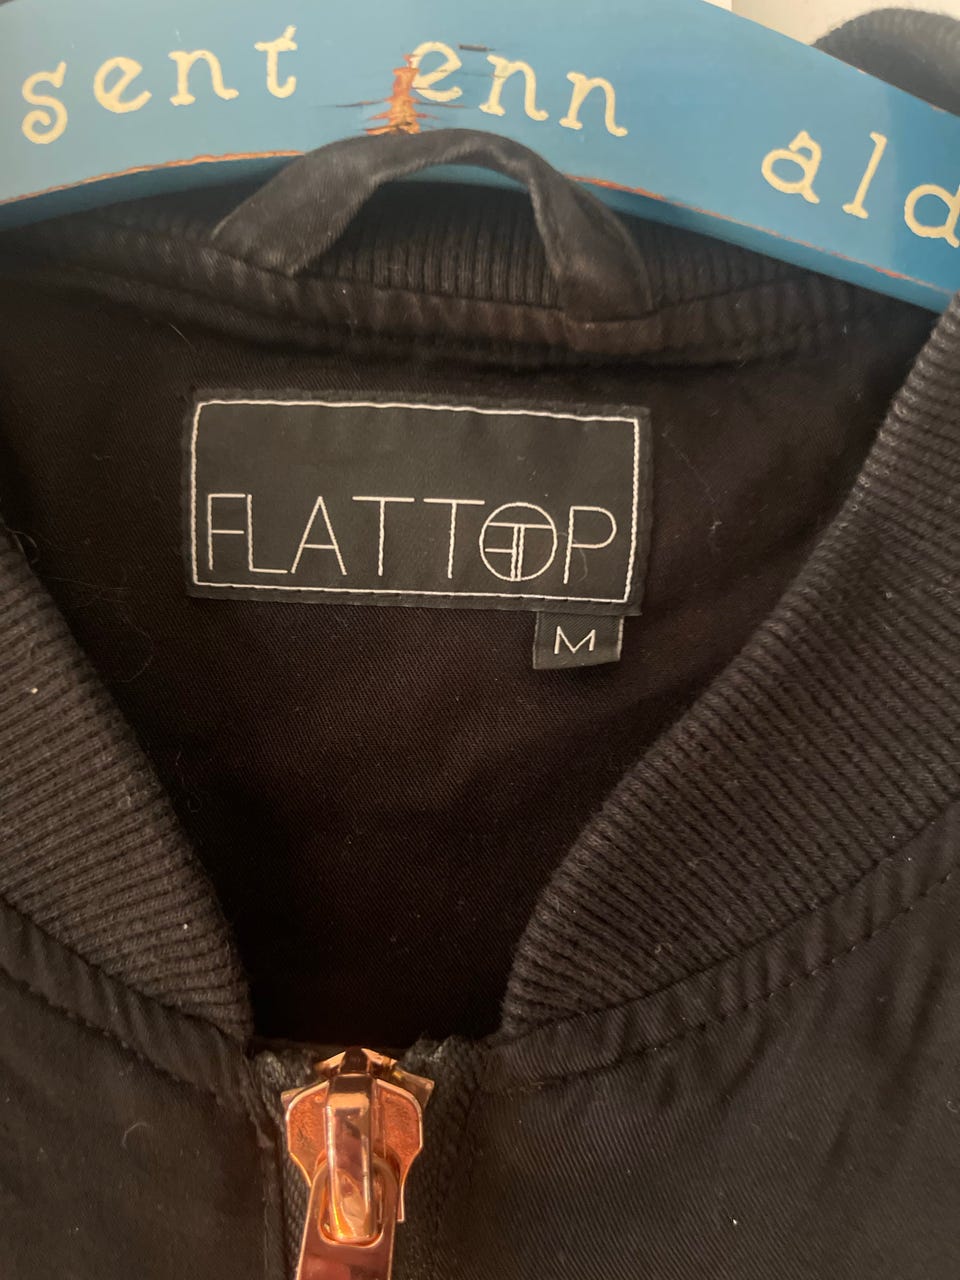 sent enn ald
FLATTOP
M